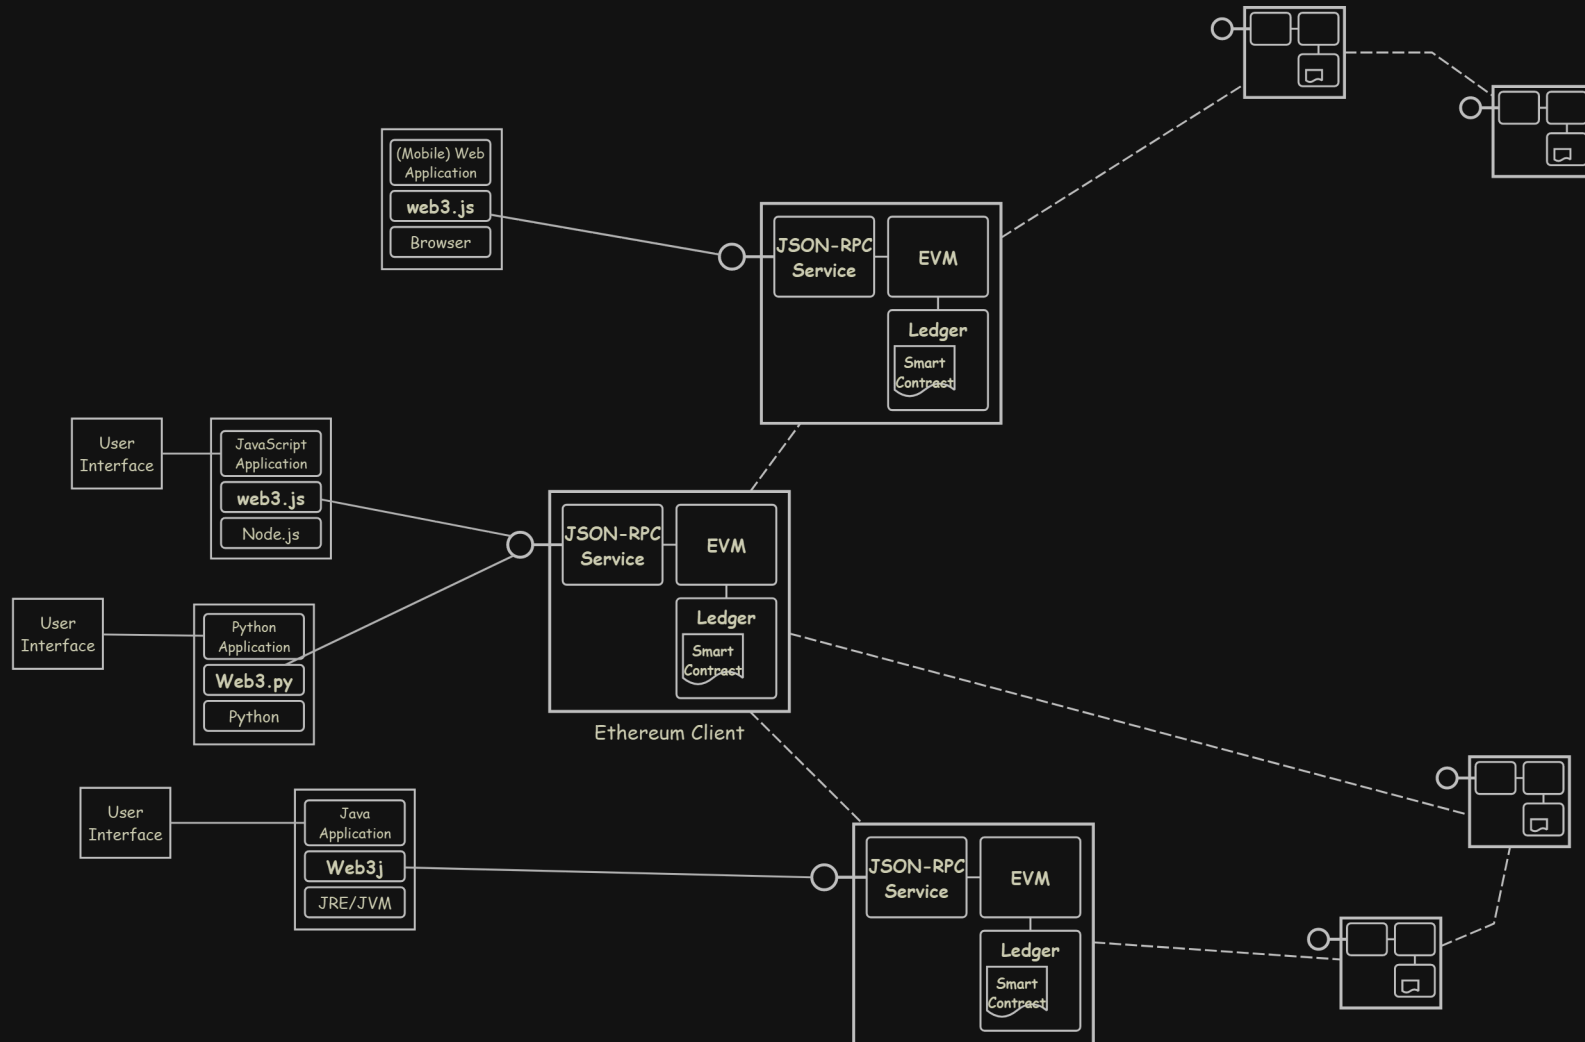 (Mobile) Web
Application
web3.js
Browser
JSON-RPC
Service
EVM
Ledger
Smart
Contract
User
Interface
JavaScript
Application
web3.js
Node.js
JSON-RPC
Service
EVM
Ledger
Smart
Contract
Ethereum Client
User
Interface
Python
Application
Web3.py
Python
User
Interface
Java
Application
Web3j
JRE/JVM
JSON-RPC
Service
EVM
Ledger
Smart
Contract